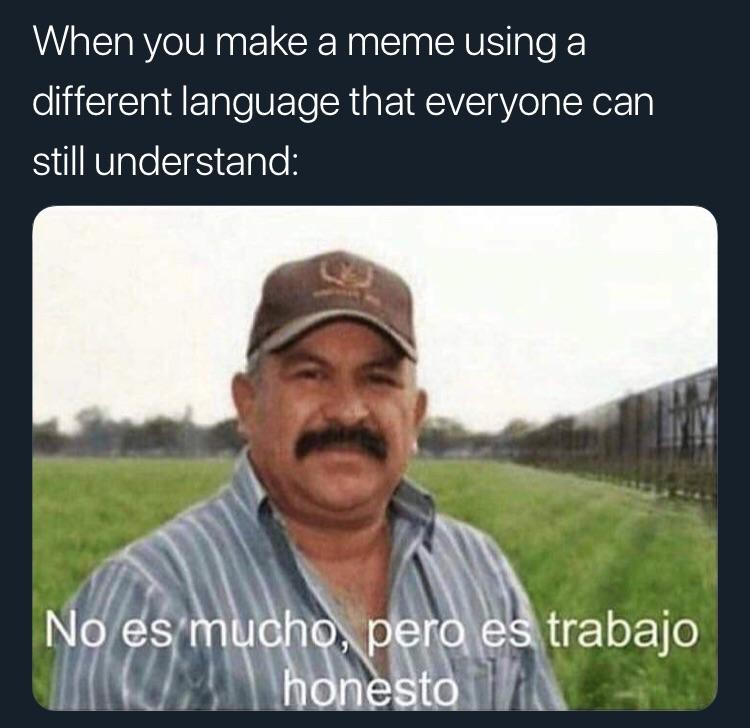 When you make a meme using a
different language that everyone can
still understand:
No es mucho, pero es trabajo
honesto